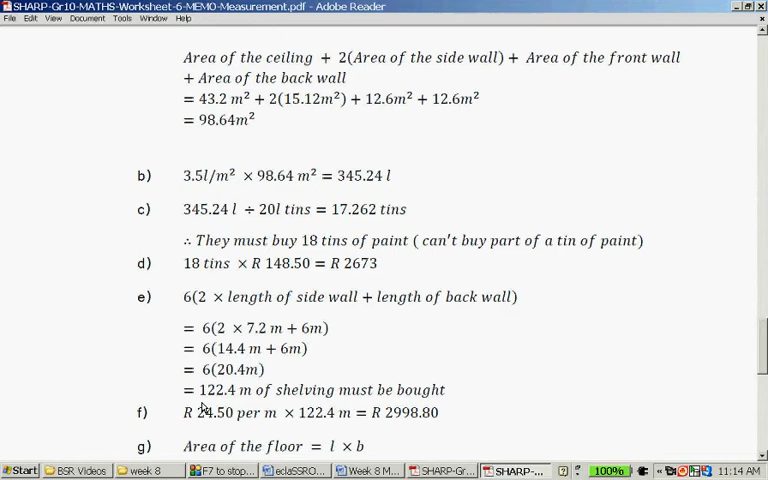 SHARP-Gr10-MATHS-Worksheet-6-MEMO-Measurement.pdf - Adobe Reader
File Edit View Document Tools Window Help
Area of the ceiling + 2(Area of the side wall) + Area of the front wall
+ Area of the back wall
= 43.2 m² + 2(15.12m²) + 12.6m² + 12.6m²
= 98.64m²
b) 3.5l/m² × 98.64 m² = 345.24 l
c) 345.24 l ÷ 20l tins = 17.262 tins
∴ They must buy 18 tins of paint ( can't buy part of a tin of paint)
d) 18 tins × R 148.50 = R 2673
e) 6(2 × length of side wall + length of back wall)
= 6(2 × 7.2 m + 6m)
= 6(14.4 m + 6m)
= 6(20.4m)
= 122.4 m of shelving must be bought
f) R 24.50 per m × 122.4 m = R 2998.80
g) Area of the floor = l × b
Start BSR Videos week 8 F7 to stop... eclaSSRO... Week 8 M... SHARP-Gr... SHARP-... 100% 11:14 AM